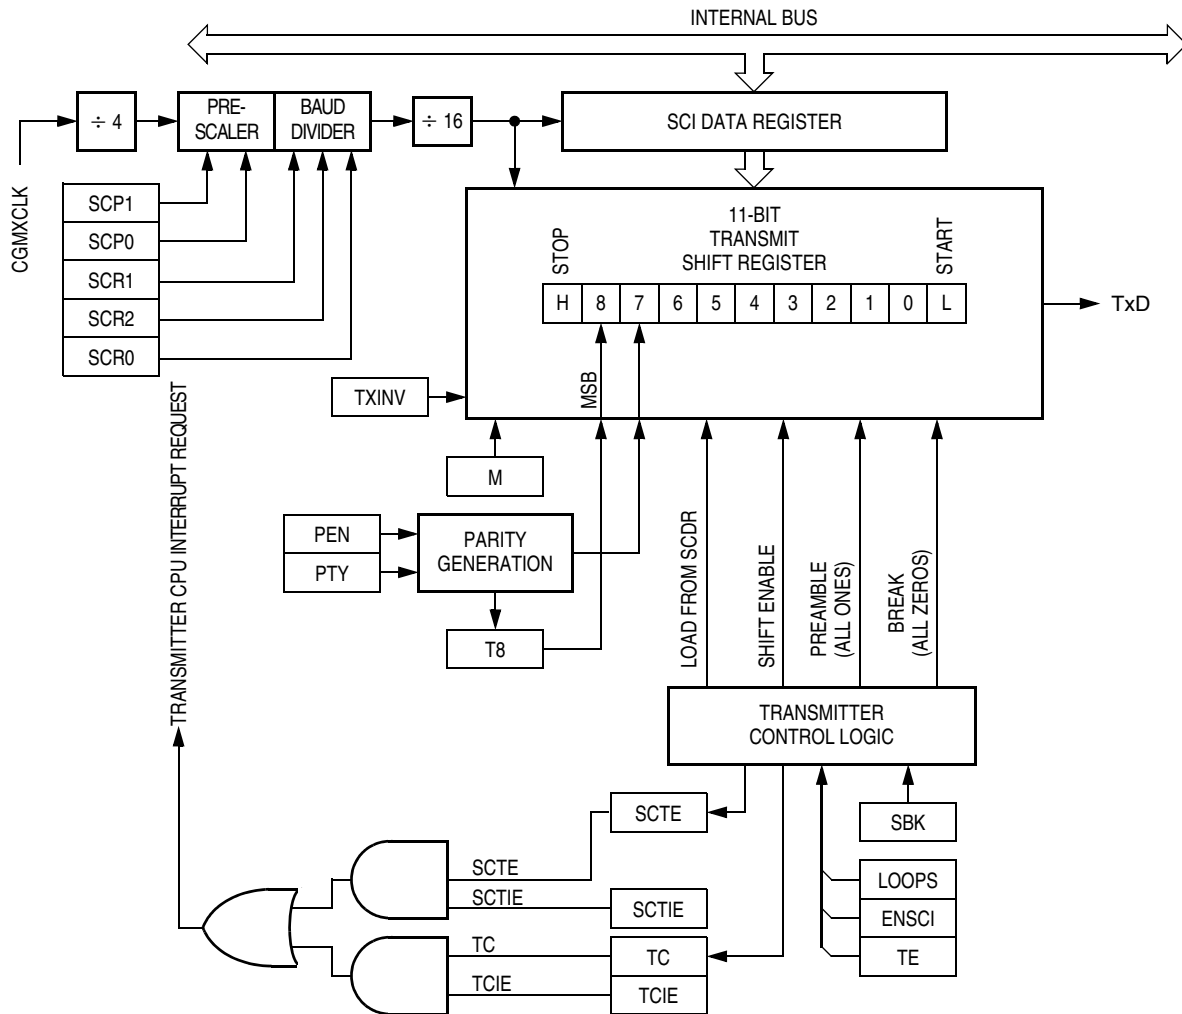 INTERNAL BUS
÷ 4
PRE-
SCALER
BAUD
DIVIDER
÷ 16
SCI DATA REGISTER
CGMXCLK
SCP1
SCP0
SCR1
SCR2
SCR0
11-BIT
TRANSMIT
SHIFT REGISTER
STOP
START
H 8 7 6 5 4 3 2 1 0 L
TxD
MSB
TXINV
M
PEN
PTY
PARITY
GENERATION
T8
LOAD FROM SCDR
SHIFT ENABLE
PREAMBLE
(ALL ONES)
BREAK
(ALL ZEROS)
TRANSMITTER CPU INTERRUPT REQUEST
TRANSMITTER
CONTROL LOGIC
SCTE
SBK
SCTE
SCTIE
SCTIE
LOOPS
ENSCI
TE
TC
TC
TCIE
TCIE